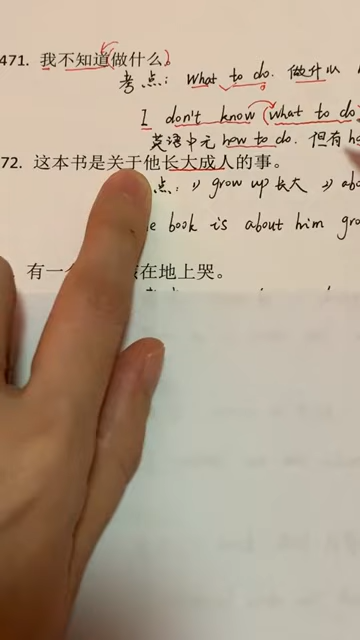 471. 我不知道做什么。
考点: what to do. 做什么
I don't know what to do
英语中无 how to do. 但有
72. 这本书是关于他长大成人的事。
点: 1) grow up 长大 2)
book is about him
有一个 在地上哭。